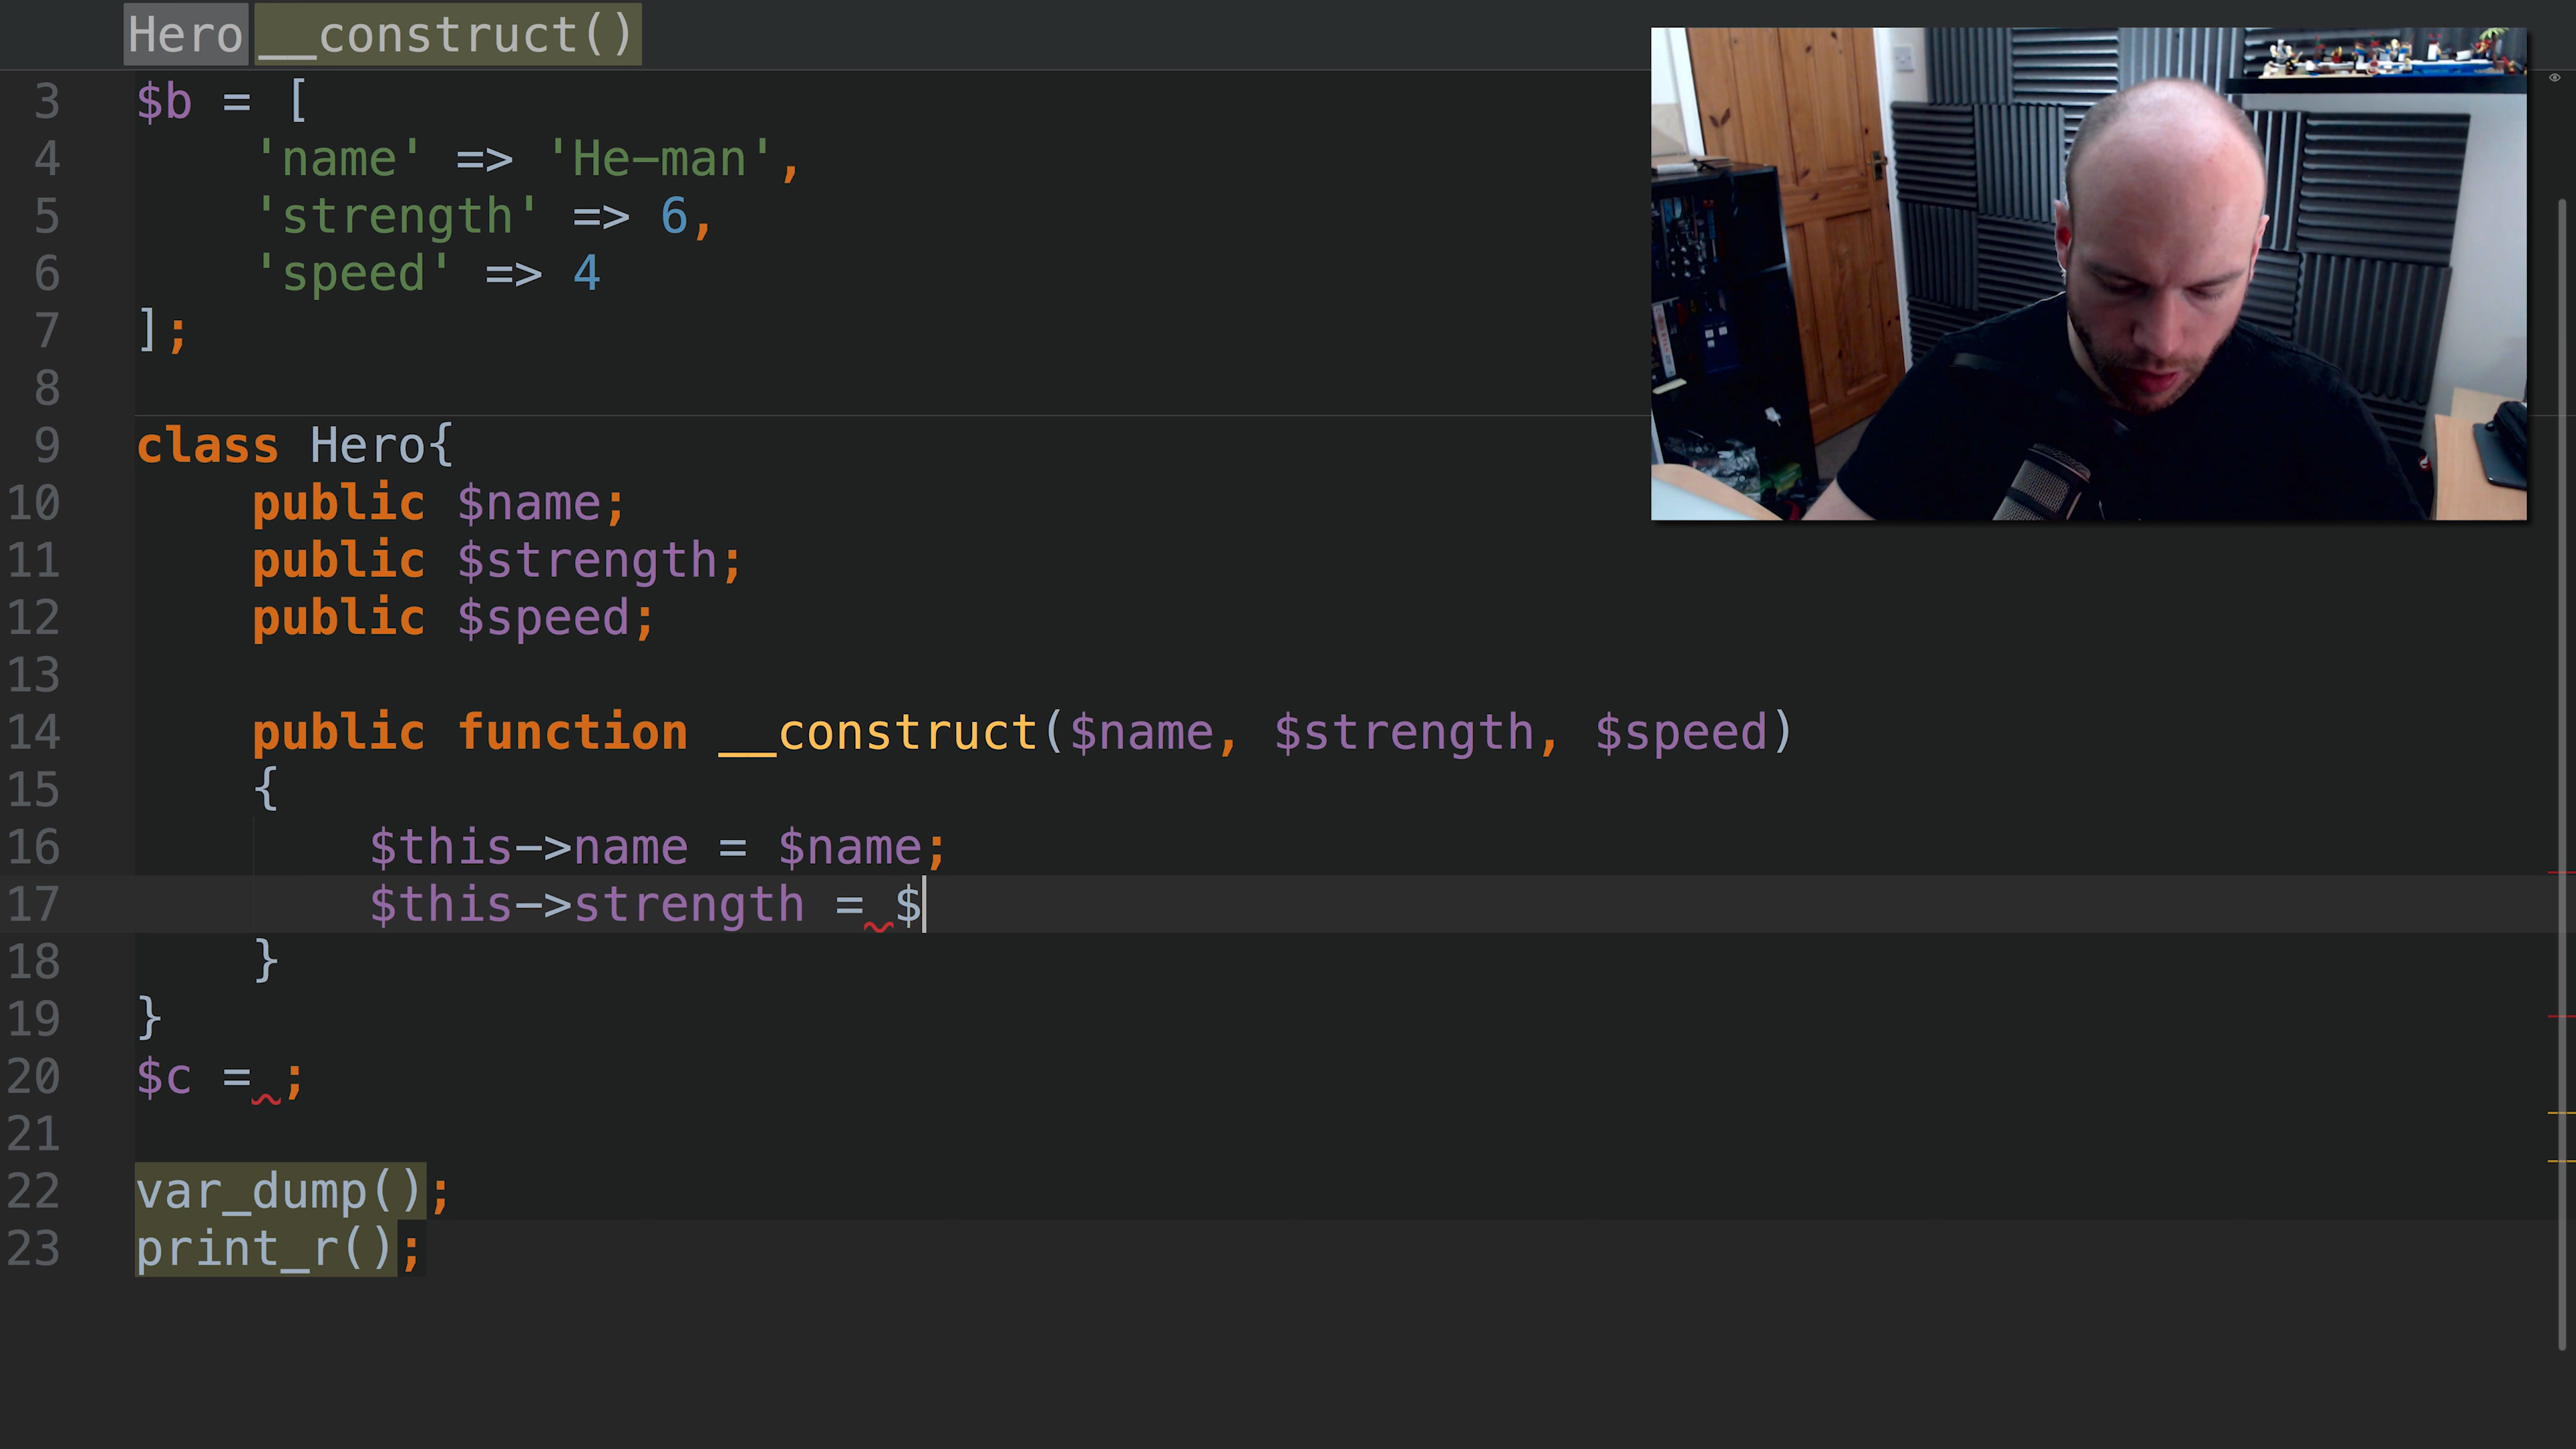 Hero __construct()
3 $b = [
4 'name' => 'He-man',
5 'strength' => 6,
6 'speed' => 4
7 ];
8
9 class Hero{
10 public $name;
11 public $strength;
12 public $speed;
13
14 public function __construct($name, $strength, $speed)
15 {
16 $this->name = $name;
17 $this->strength = $
18 }
19 }
20 $c = ;
21
22 var_dump();
23 print_r();